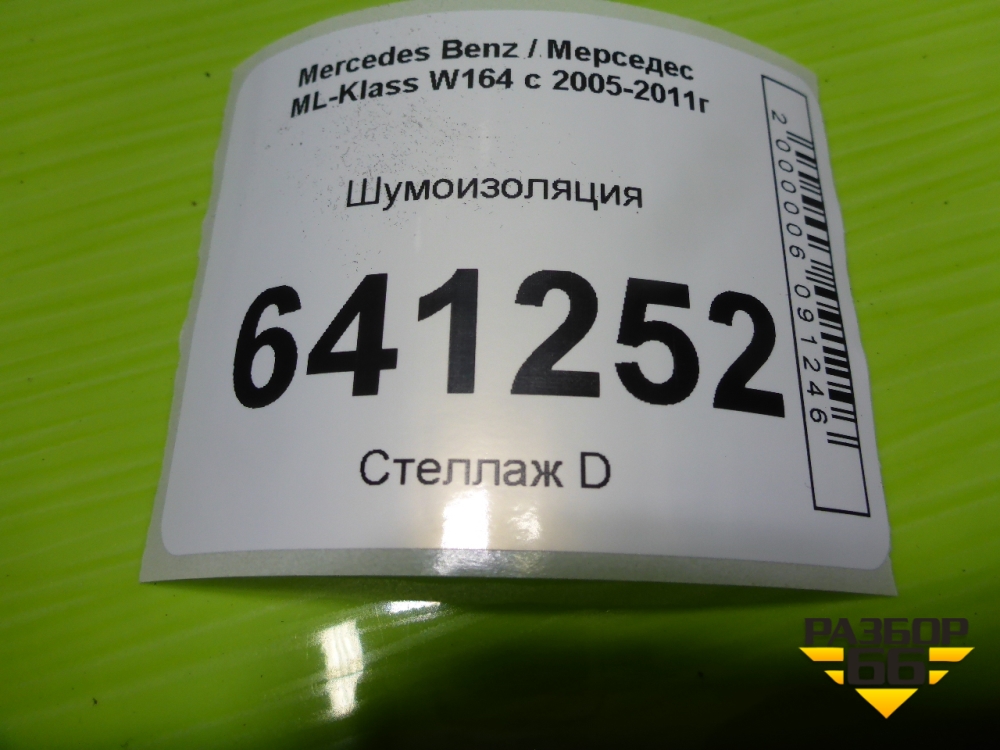 Mercedes Benz / Мерседес
ML-Klass W164 с 2005-2011г
Шумоизоляция
641252
Стеллаж D
2000006091246
РАЗБОР
66